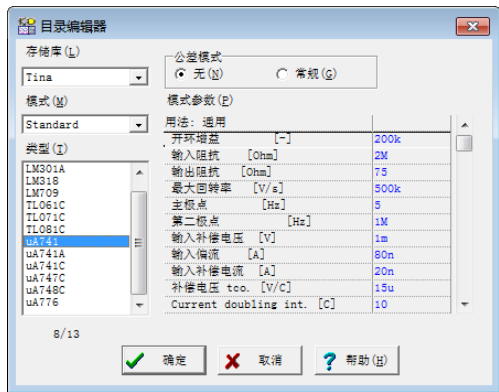 目录编辑器
存储库(L)
Tina
公差模式
无(N)
常规(G)
模式(M)
Standard
模式参数(P)
类型(I)
LM301A
LM318
LM709
TL061C
TL071C
TL081C
uA741
uA741A
uA741C
uA747C
uA748C
uA776
用法: 通用
开环增益 [-] 200k
输入阻抗 [Ohm] 2M
输出阻抗 [Ohm] 75
最大回转率 [V/s] 500k
主极点 [Hz] 5
第二极点 [Hz] 1M
输入补偿电压 [V] 1m
输入偏流 [A] 80n
输入补偿电流 [A] 20n
补偿电压 tco. [V/C] 15u
Current doubling int. [C] 10
8/13
确定
取消
帮助(H)